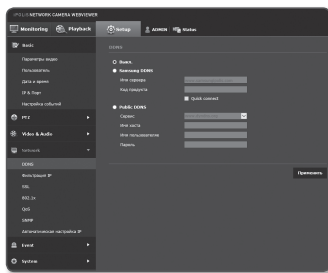 iPOLiS NETWORK CAMERA WEBVIEWER
Monitoring Playback Setup ADMIN Status
Basic
Параметры видео
Пользователь
Дата и время
IP & Порт
Настройка событий
PTZ
Video & Audio
Network
DDNS
Фильтрация IP
SSL
802.1x
QoS
SNMP
Автоматическая настройка IP
Event
System
DDNS
Выкл.
Samsung DDNS
Имя сервера
Код продукта
Quick connect
Public DDNS
Сервис
Имя хоста
Имя пользователя
Пароль
Применить